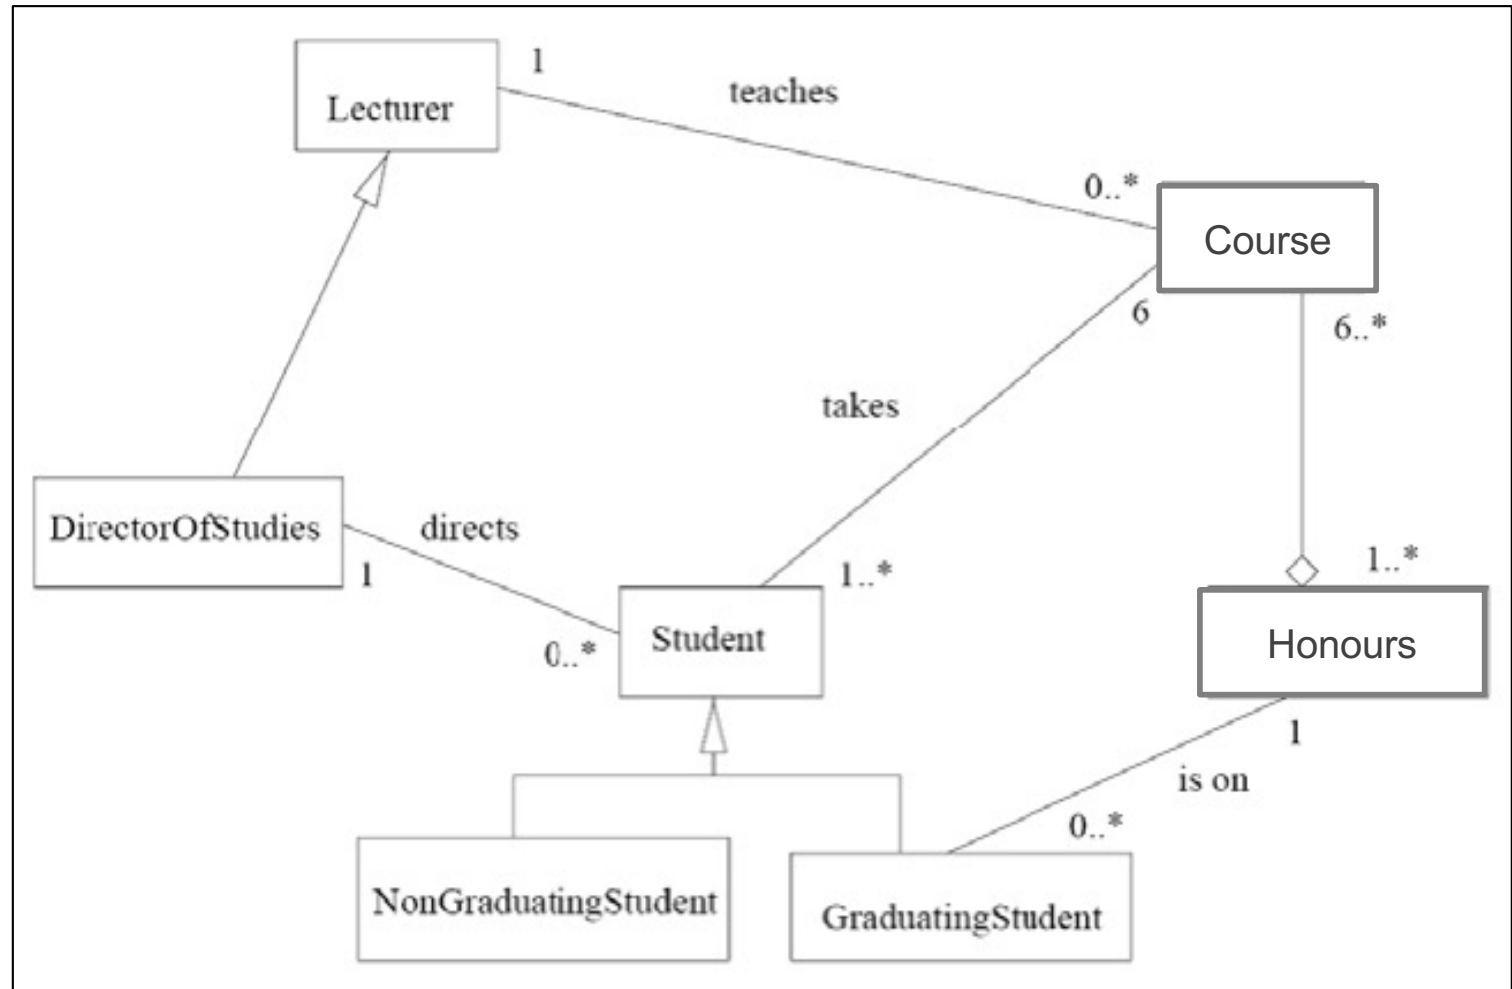 1
Lecturer
teaches
0..*
Course
6
6..*
takes
DirectorOfStudies
directs
1
1..*
1..*
Student
0..*
Honours
1
is on
0..*
NonGraduatingStudent
GraduatingStudent